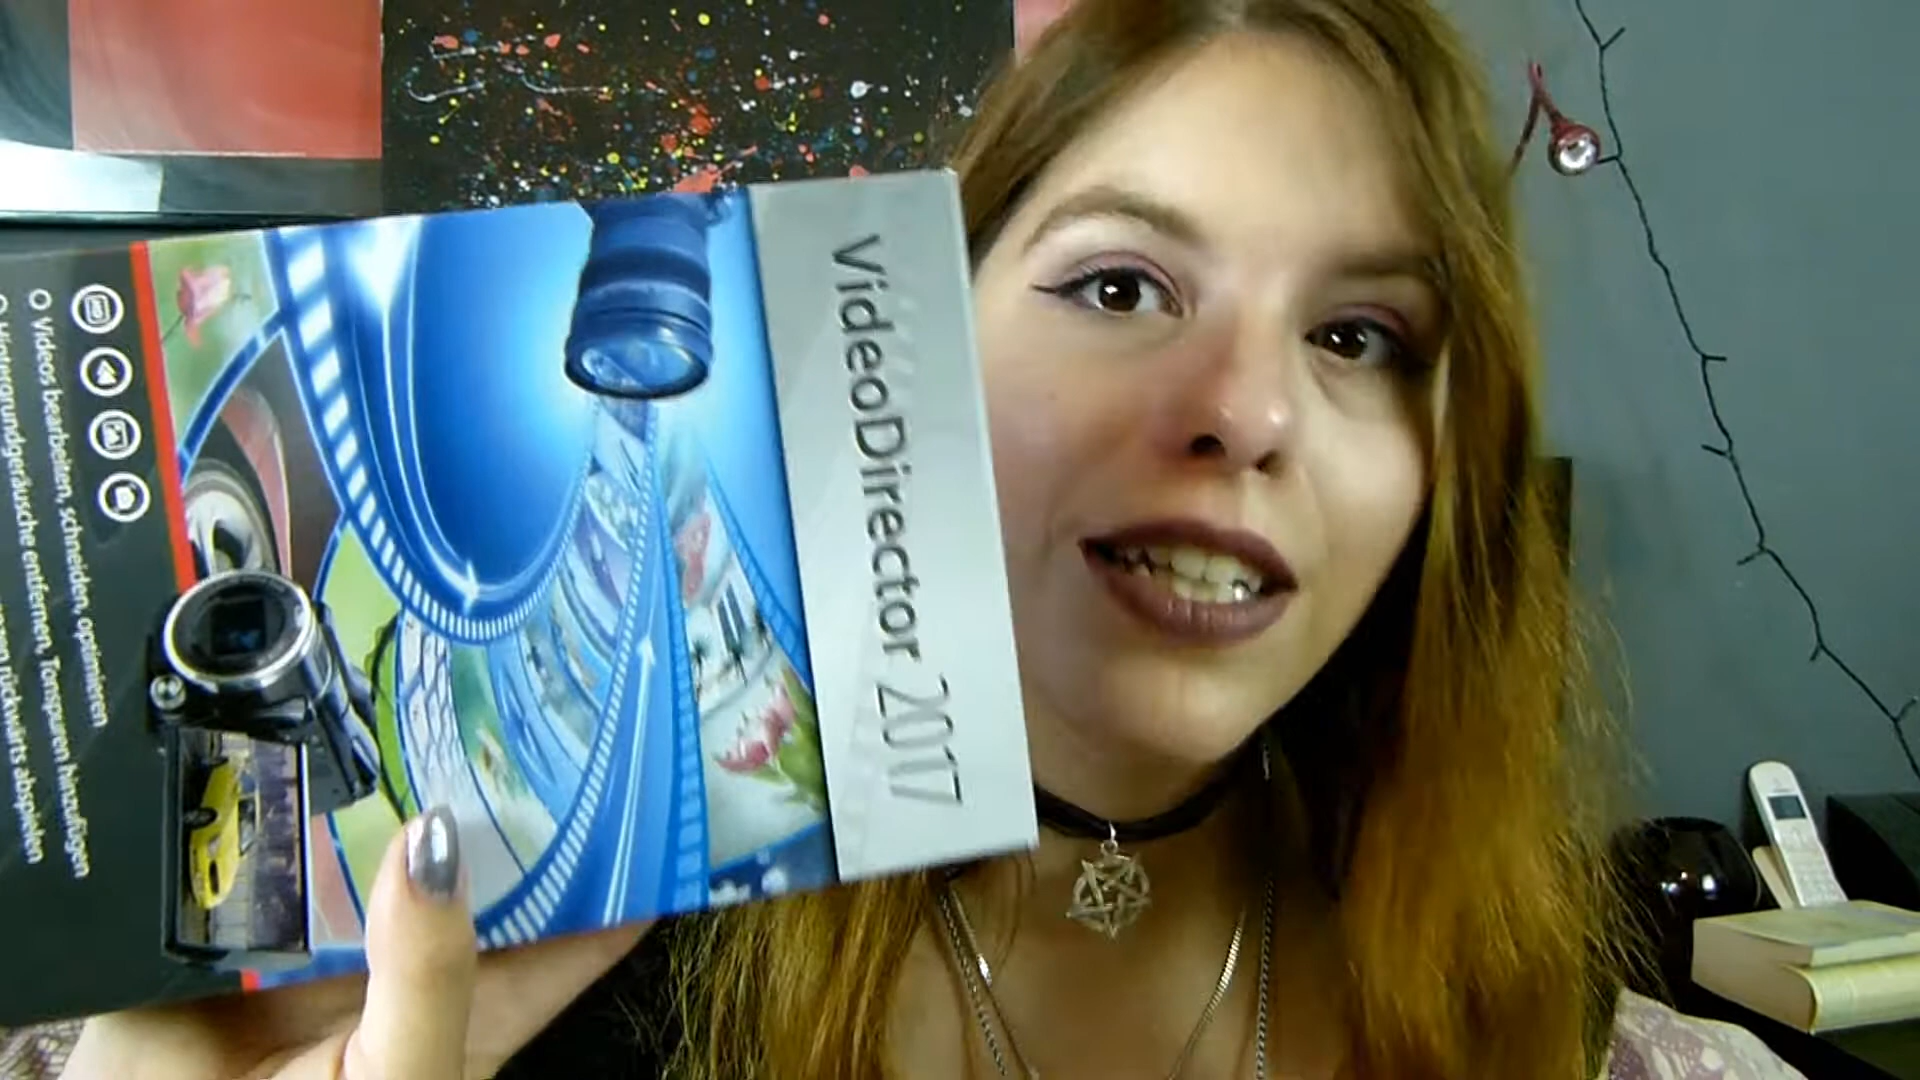 VideoDirector 2017
O Videos bearbeiten, schneiden, optimieren
O Hintergrundgeräusche entfernen, Tonspuren hinzufügen
rückwärts abspielen